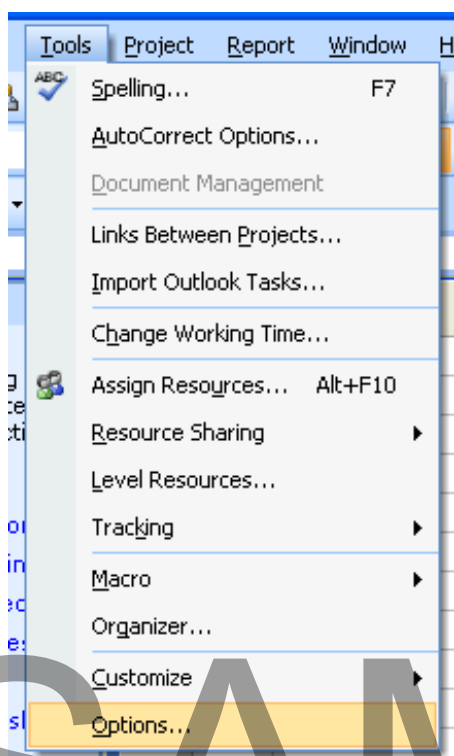 Tools Project Report Window H
ABC Spelling... F7
AutoCorrect Options...
Document Management
Links Between Projects...
Import Outlook Tasks...
Change Working Time...
Assign Resources... Alt+F10
Resource Sharing
Level Resources...
Tracking
Macro
Organizer...
Customize
Options...